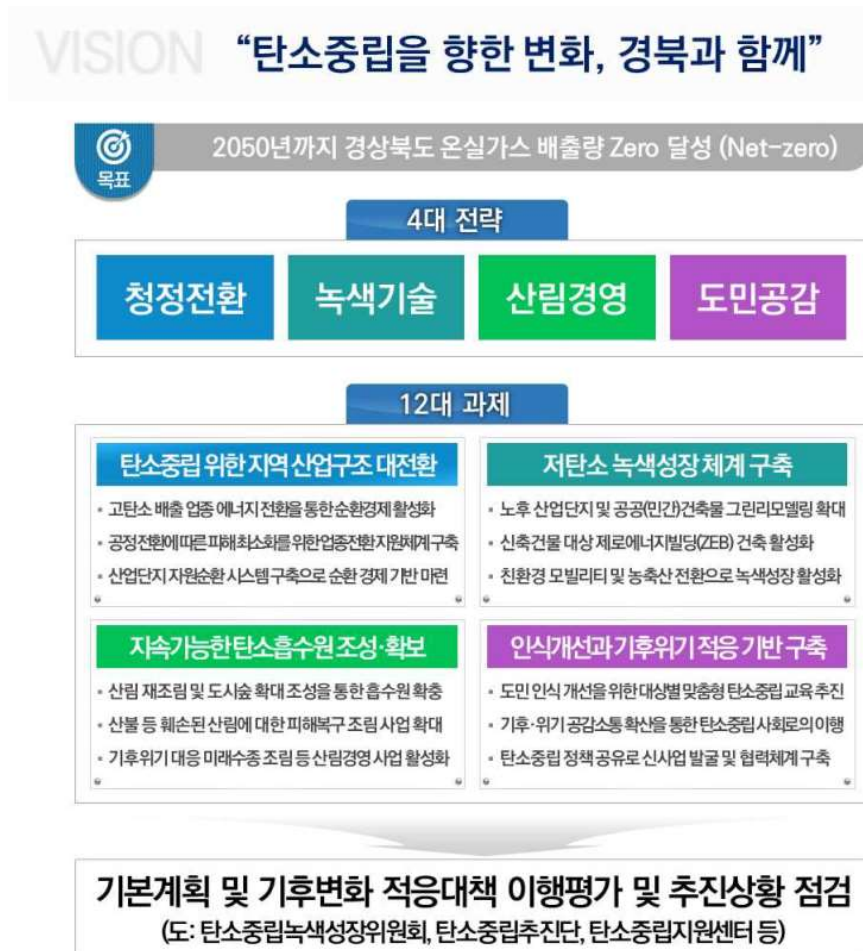 VISION “탄소중립을 향한 변화, 경북과 함께”
목표
2050년까지 경상북도 온실가스 배출량 Zero 달성 (Net-zero)
4대 전략
청정전환
녹색기술
산림경영
도민공감
12대 과제
탄소중립 위한 지역 산업구조 대전환
▪ 고탄소 배출 업종 에너지 전환을 통한 순환경제 활성화
▪ 공정전환에 따른 피해 최소화를 위한 업종전환 지원체계 구축
▪ 산업단지 자원순환 시스템 구축으로 순환 경제 기반 마련
저탄소 녹색성장 체계 구축
▪ 노후 산업단지 및 공공(민간)건축물 그린리모델링 확대
▪ 신축건물 대상 제로에너지빌딩(ZEB) 건축 활성화
▪ 친환경 모빌리티 및 농축산 전환으로 녹색성장 활성화
지속가능한 탄소흡수원 조성·확보
▪ 산림 재조림 및 도시숲 확대 조성을 통한 흡수원 확충
▪ 산불 등 훼손된 산림에 대한 피해복구 조림 사업 확대
▪ 기후위기 대응 미래수종 조림 등 산림경영 사업 활성화
인식개선과 기후위기 적응 기반 구축
▪ 도민 인식 개선을 위한 대상별 맞춤형 탄소중립 교육 추진
▪ 기후·위기 공감소통 확산을 통한 탄소중립 사회로의 이행
▪ 탄소중립 정책 공유로 신사업 발굴 및 협력체계 구축
기본계획 및 기후변화 적응대책 이행평가 및 추진상황 점검
(도: 탄소중립녹색성장위원회, 탄소중립추진단, 탄소중립지원센터 등)